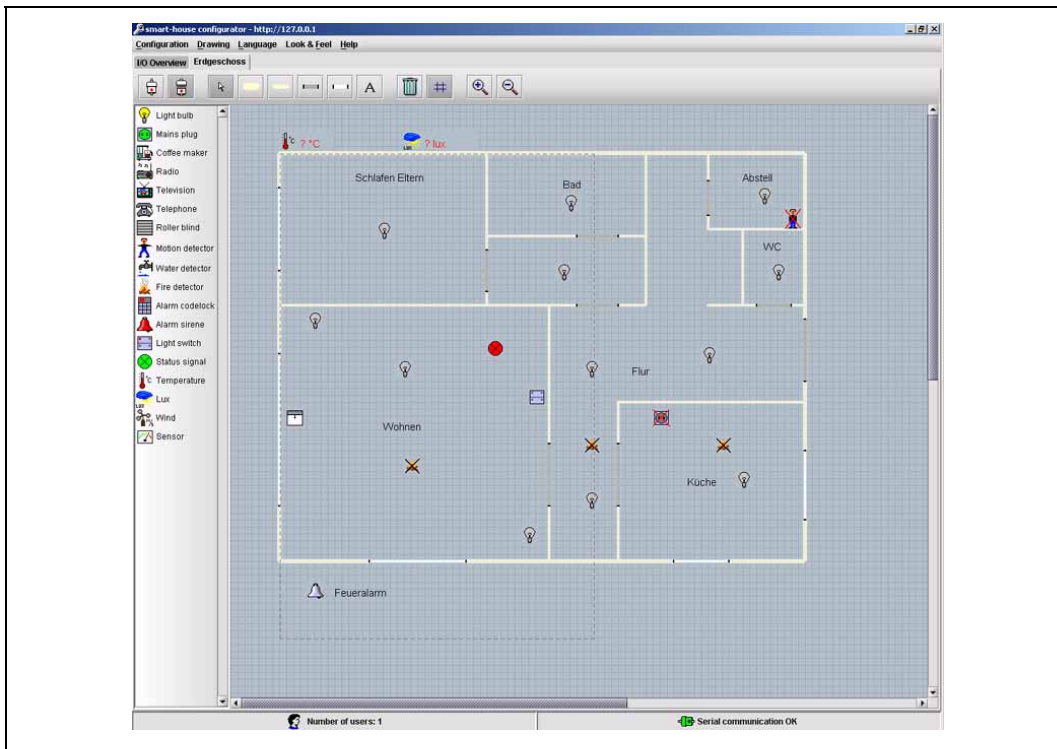 smart-house configurator - http://127.0.0.1
Configuration Drawing Language Look & Feel Help
I/O Overview Erdgeschoss
A
Light bulb
Mains plug
Coffee maker
Radio
Television
Telephone
Roller blind
Motion detector
Water detector
Fire detector
Alarm codelock
Alarm sirene
Light switch
Status signal
°C Temperature
Lux
Wind
Sensor
°C ? °C
LUX ? lux
Schlafen Eltern
Bad
Abstell
WC
Flur
Wohnen
Küche
Feueralarm
Number of users: 1
Serial communication OK